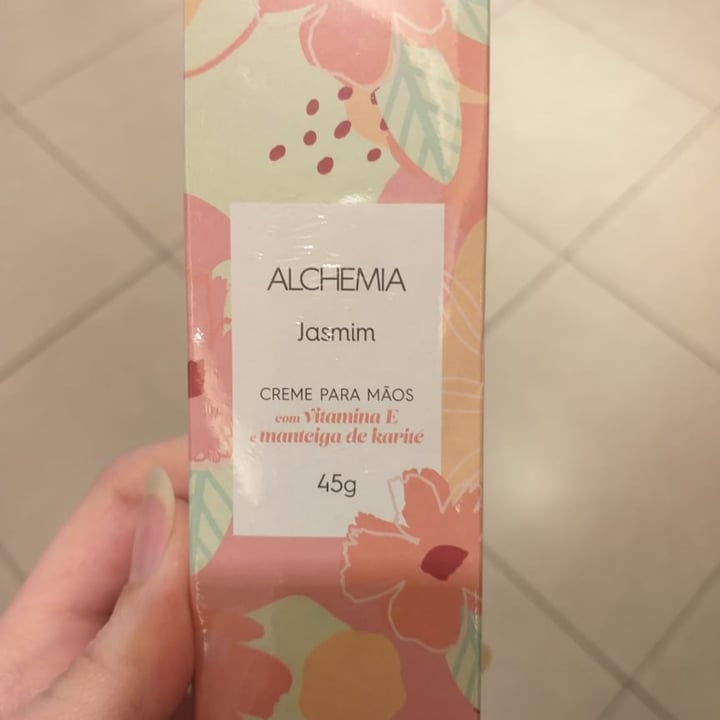 ALCHEMIA
Jasmim
CREME PARA MÃOS
com vitamina E
e manteiga de karité
45g